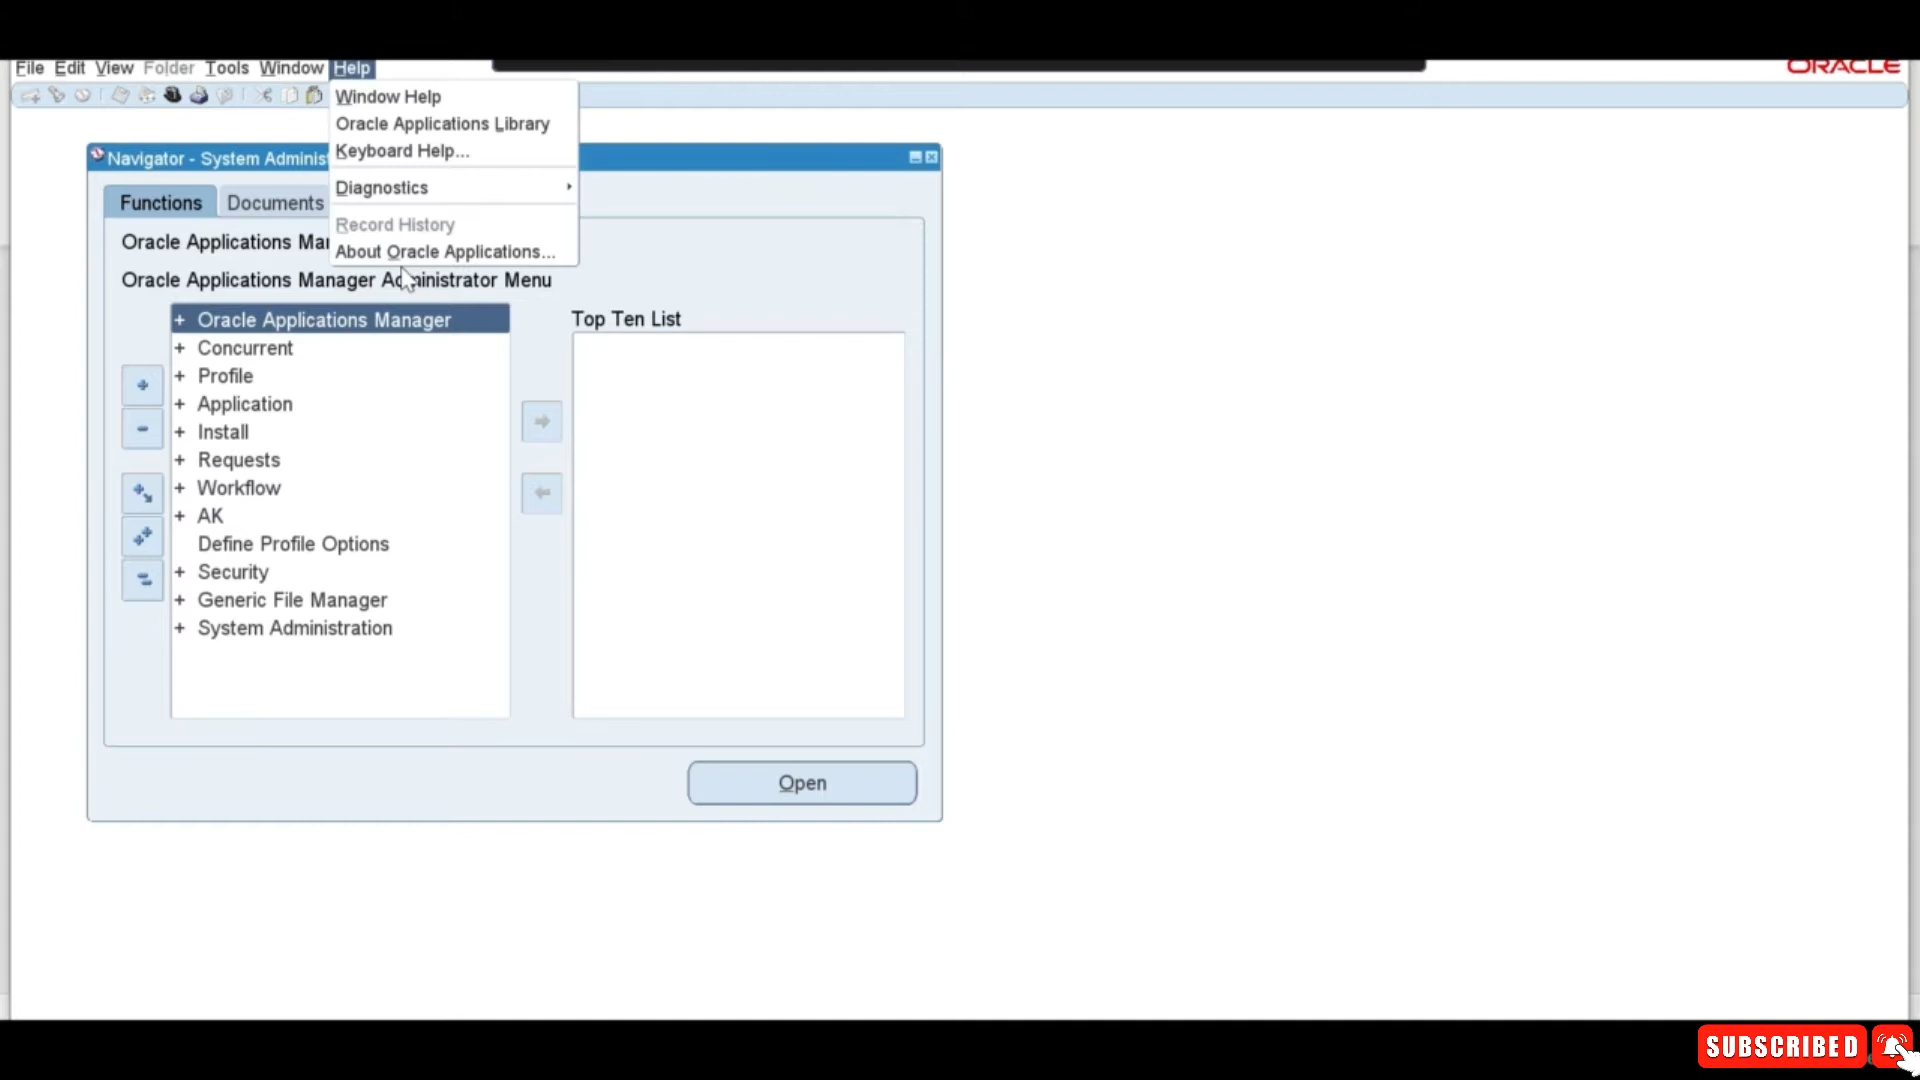 File Edit View Folder Tools Window Help
ORACLE
Window Help
Oracle Applications Library
Keyboard Help...
Diagnostics
Record History
About Oracle Applications...
Navigator - System Adminis
Functions Documents
Oracle Applications Ma
Oracle Applications Manager Administrator Menu
+ Oracle Applications Manager
+ Concurrent
+ Profile
+ Application
+ Install
+ Requests
+ Workflow
+ AK
Define Profile Options
+ Security
+ Generic File Manager
+ System Administration
Top Ten List
Open
SUBSCRIBED